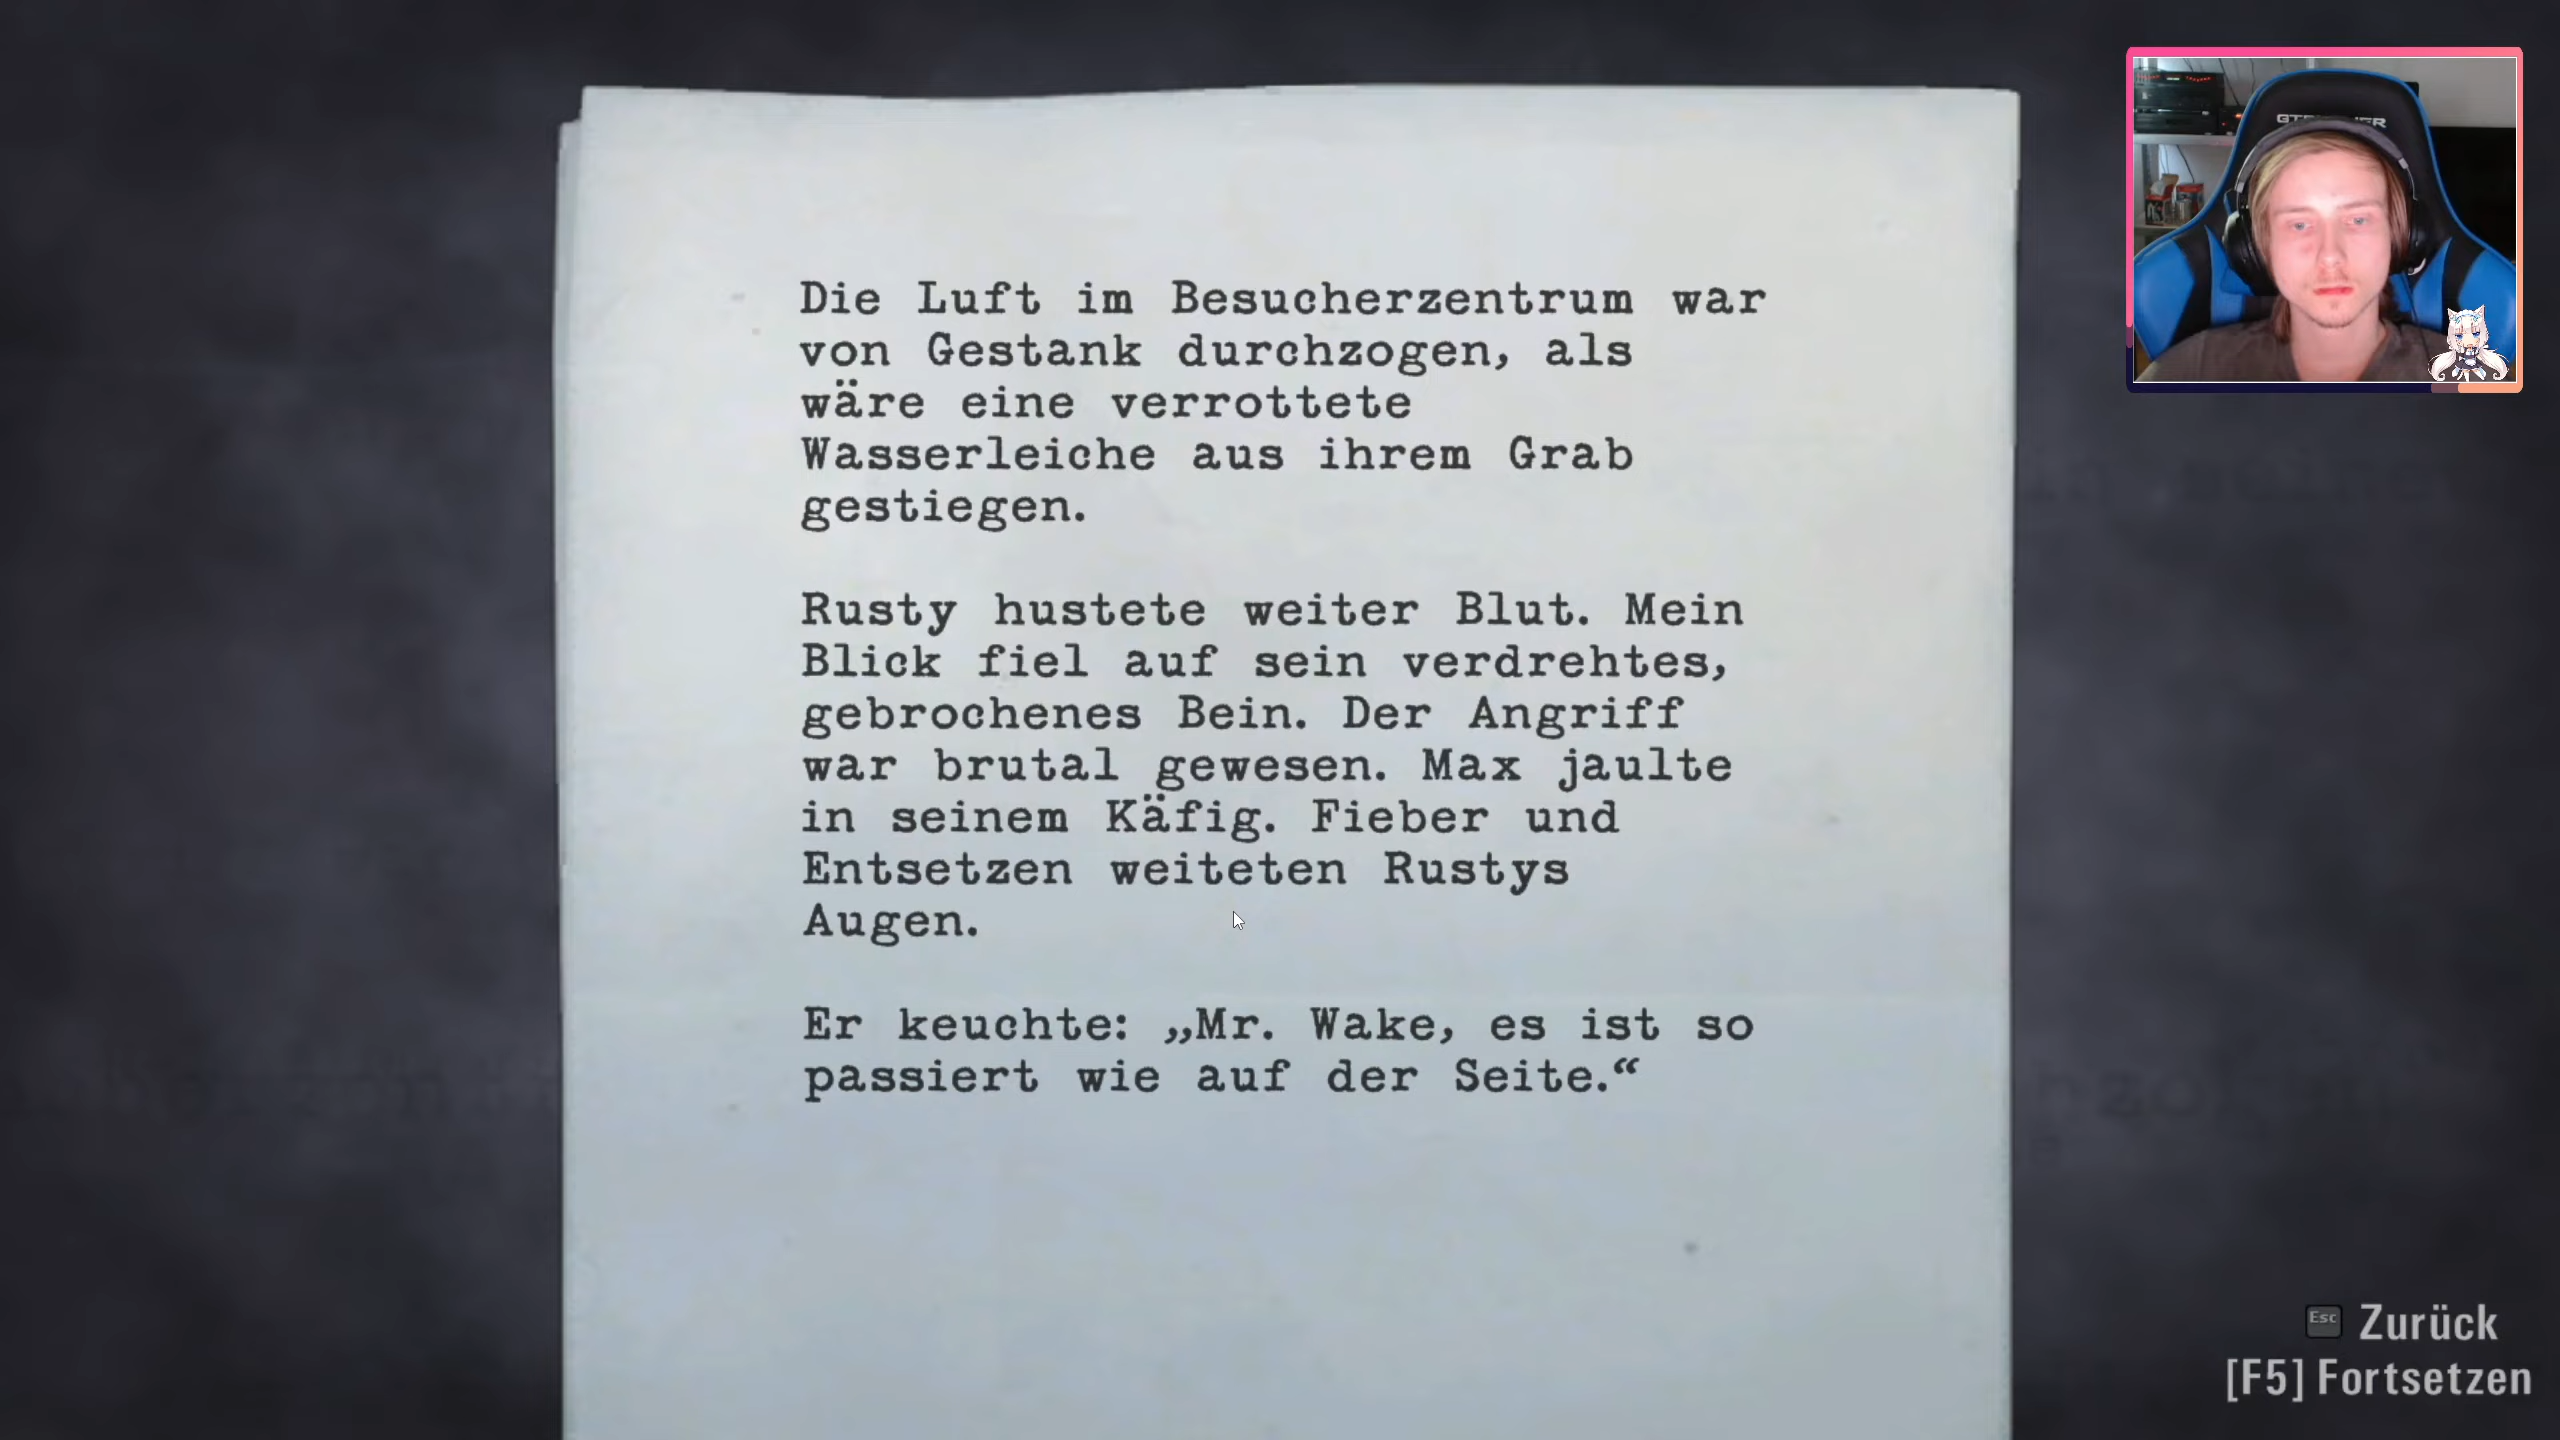 Die Luft im Besucherzentrum war
von Gestank durchzogen, als
wäre eine verrottete
Wasserleiche aus ihrem Grab
gestiegen.
Rusty hustete weiter Blut. Mein
Blick fiel auf sein verdrehtes,
gebrochenes Bein. Der Angriff
war brutal gewesen. Max jaulte
in seinem Käfig. Fieber und
Entsetzen weiteten Rustys
Augen.
Er keuchte: „Mr. Wake, es ist so
passiert wie auf der Seite.“
Esc Zurück
[F5] Fortsetzen